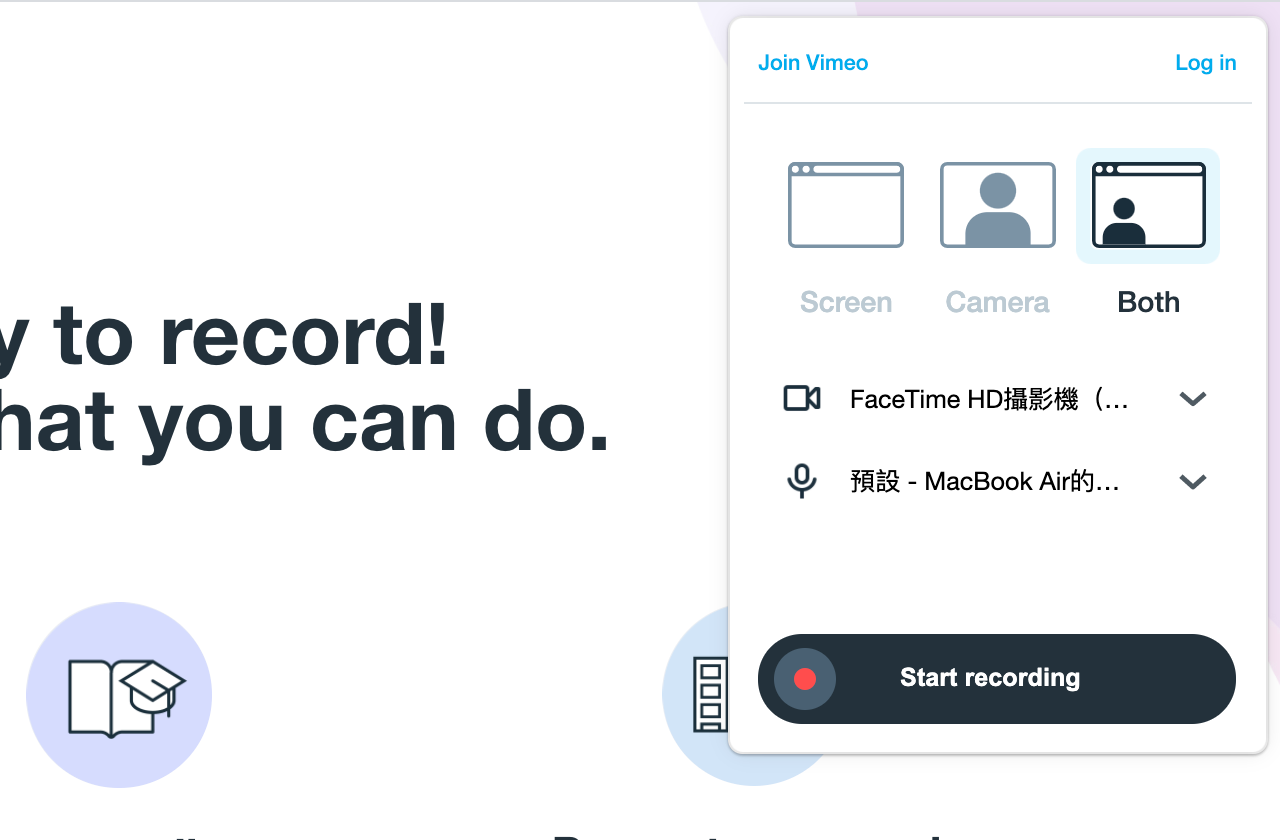 Join Vimeo
Log in
Screen
Camera
Both
to record!
you can do.
FaceTime HD攝影機（…
預設 - MacBook Air的…
Start recording